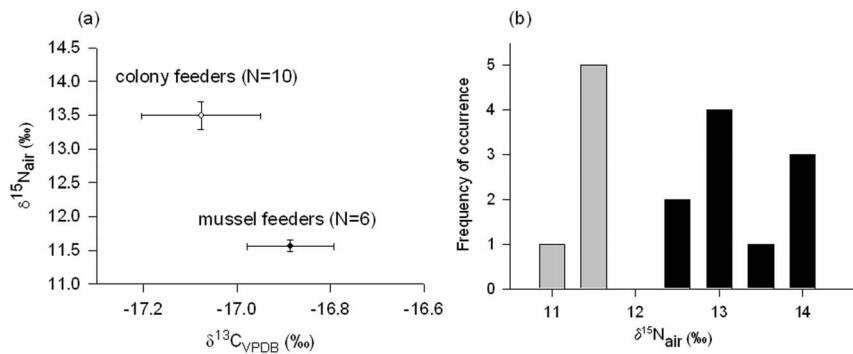 (a)
14.5
14.0
13.5
13.0
12.5
12.0
11.5
11.0
δ15Nair (‰)
colony feeders (N=10)
mussel feeders (N=6)
-17.2 -17.0 -16.8 -16.6
δ13CVPDB (‰)
(b)
5
4
3
2
1
0
Frequency of occurrence
11 12 13 14
δ15Nair (‰)